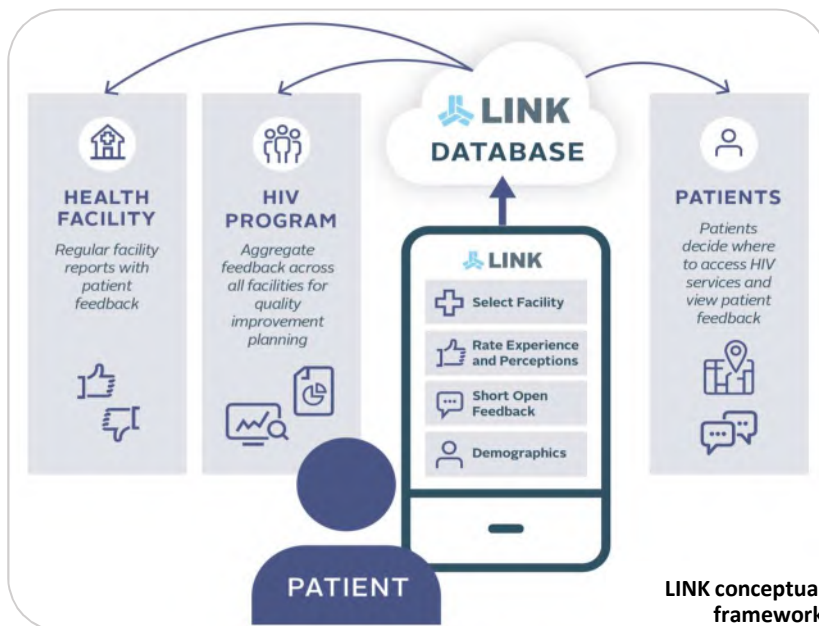 LINK
DATABASE
HEALTH
FACILITY
Regular facility
reports with
patient
feedback
HIV
PROGRAM
Aggregate
feedback across
all facilities for
quality
improvement
planning
LINK
Select Facility
Rate Experience
and Perceptions
Short Open
Feedback
Demographics
PATIENTS
Patients
decide where
to access HIV
services and
view patient
feedback
PATIENT
LINK conceptua
framework